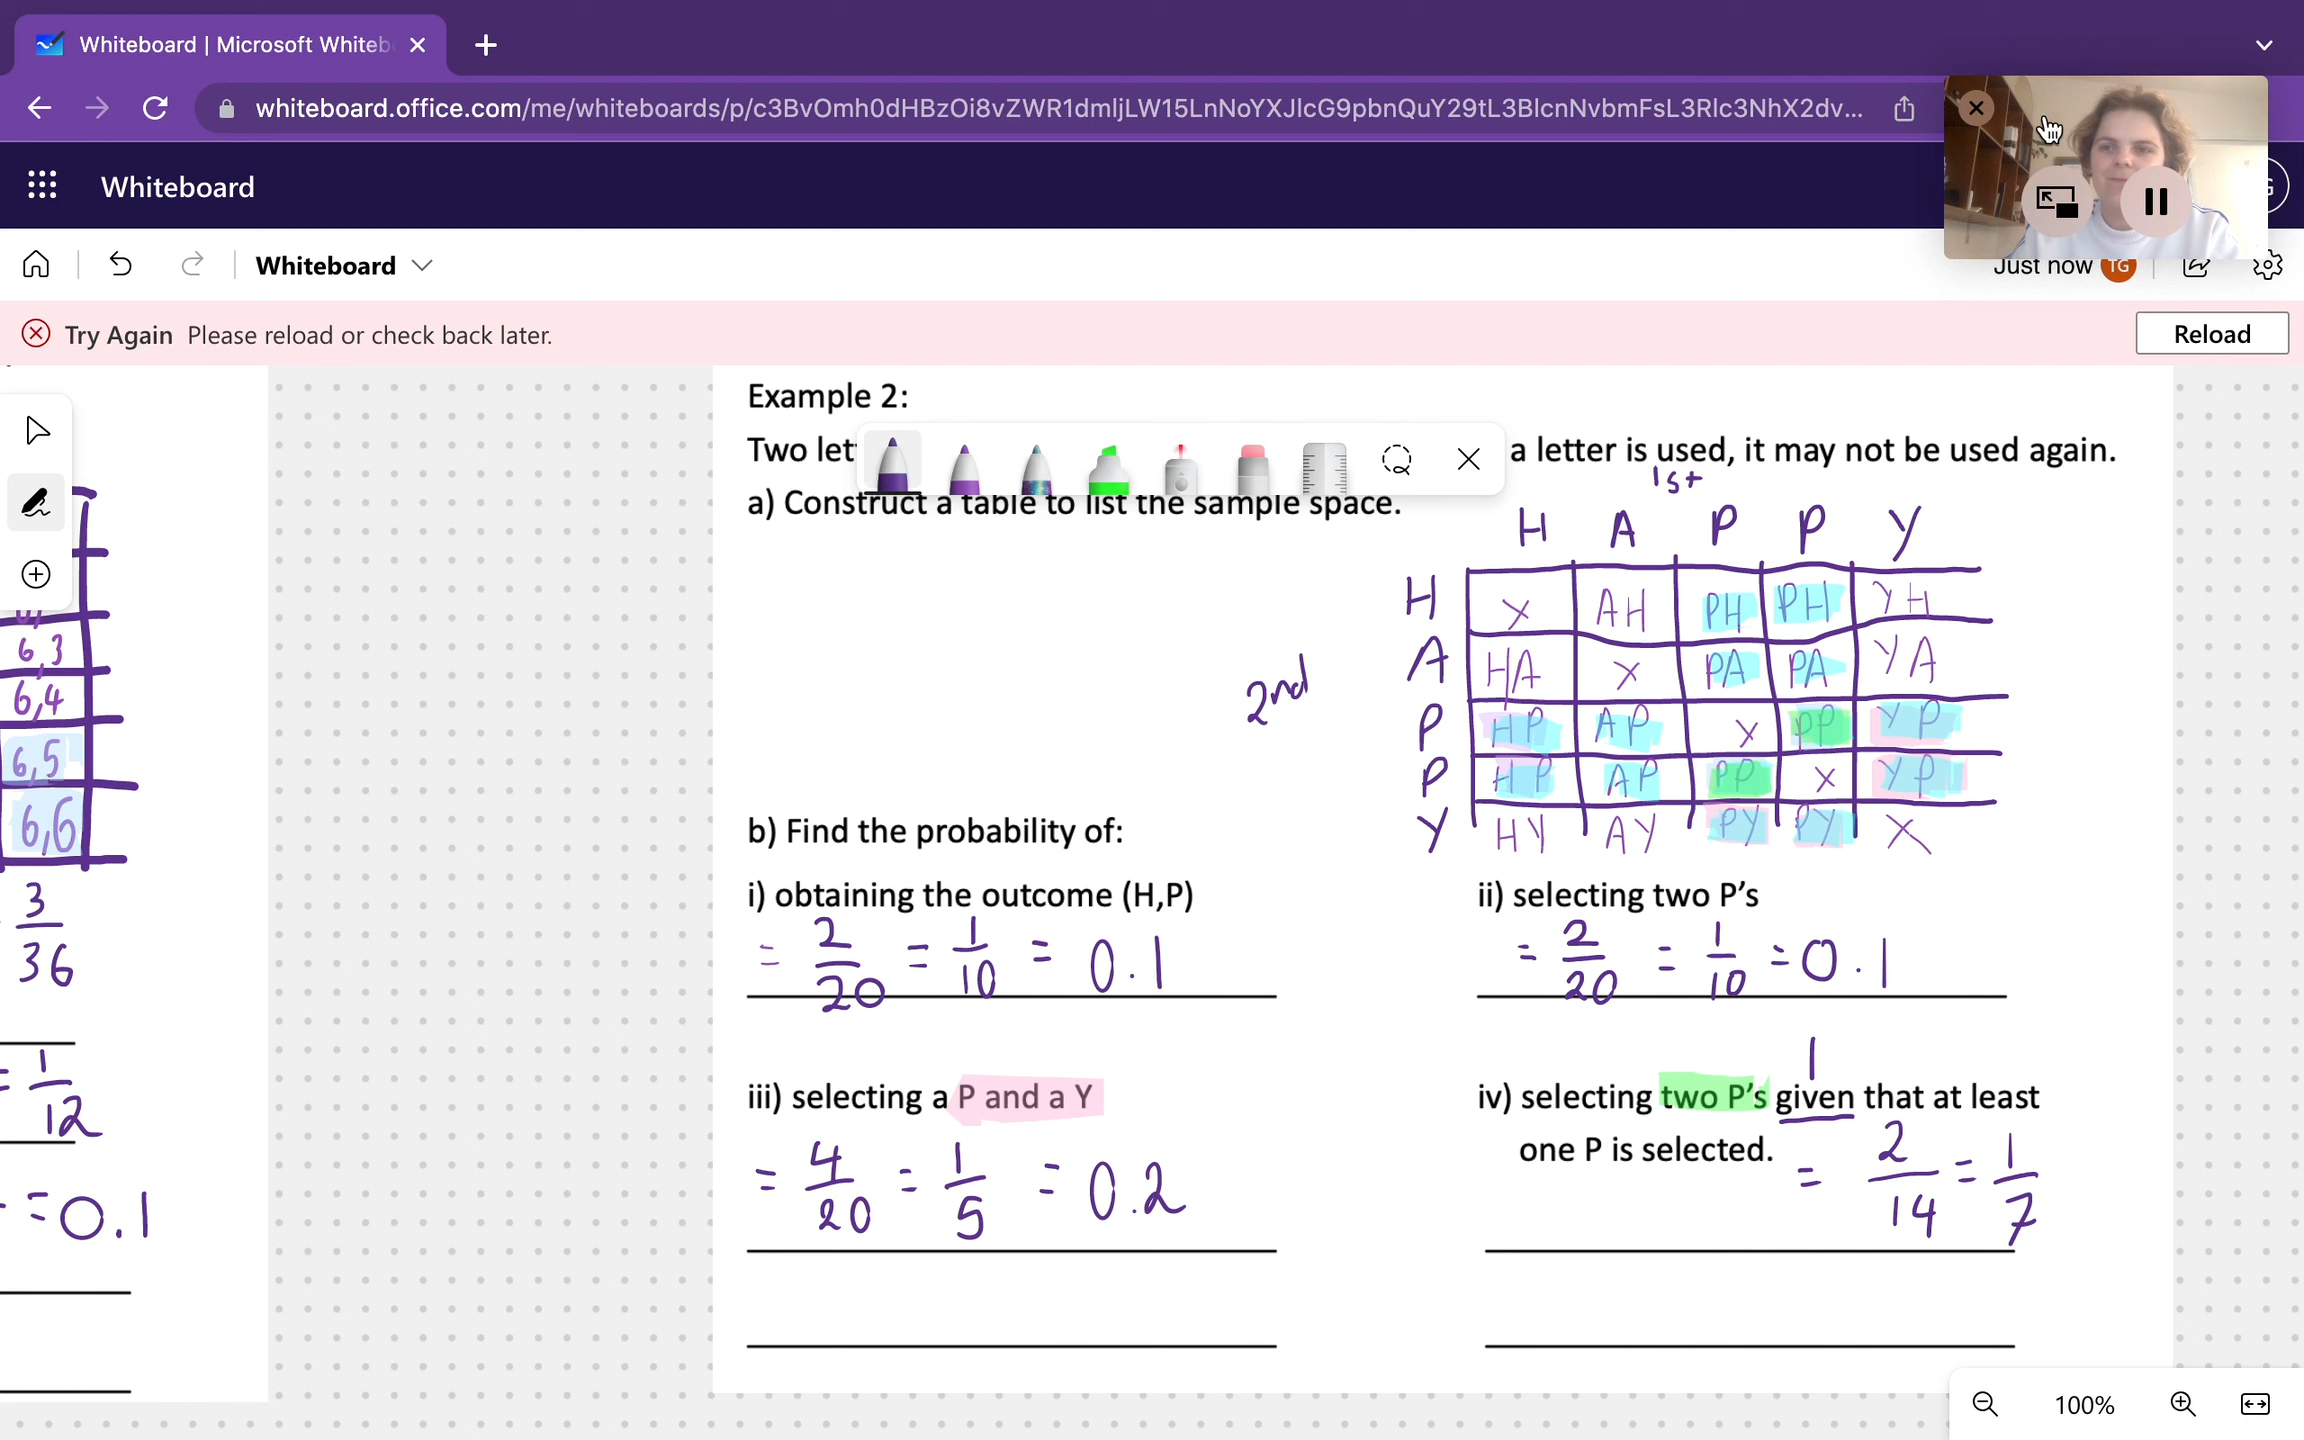 Whiteboard | Microsoft Whiteb
whiteboard.office.com/me/whiteboards/p/c3BvOmh0dHBzOi8vZWR1dmljLW15LnNoYXJlcG9pbnQuY29tL3BlcnNvbmFsL3Rlc3NhX2dv...
Whiteboard
Whiteboard
Just now TG
Try Again Please reload or check back later.
Reload
Example 2:
Two let a letter is used, it may not be used again.
a) Construct a table to list the sample space.
1st
H A P P Y
H X AH PH PH YH
A HA X PA PA YA
2nd
P HP AP X PP YP
P HP AP PP X YP
Y HY AY PY PY X
6,3
6,4
6,5
6,6
3
36
= 1
12
= 0.1
b) Find the probability of:
i) obtaining the outcome (H,P)
= 2/20 = 1/10 = 0.1
ii) selecting two P's
= 2/20 = 1/10 = 0.1
iii) selecting a P and a Y
= 4/20 = 1/5 = 0.2
iv) selecting two P's given that at least
one P is selected.
= 2/14 = 1/7
100%